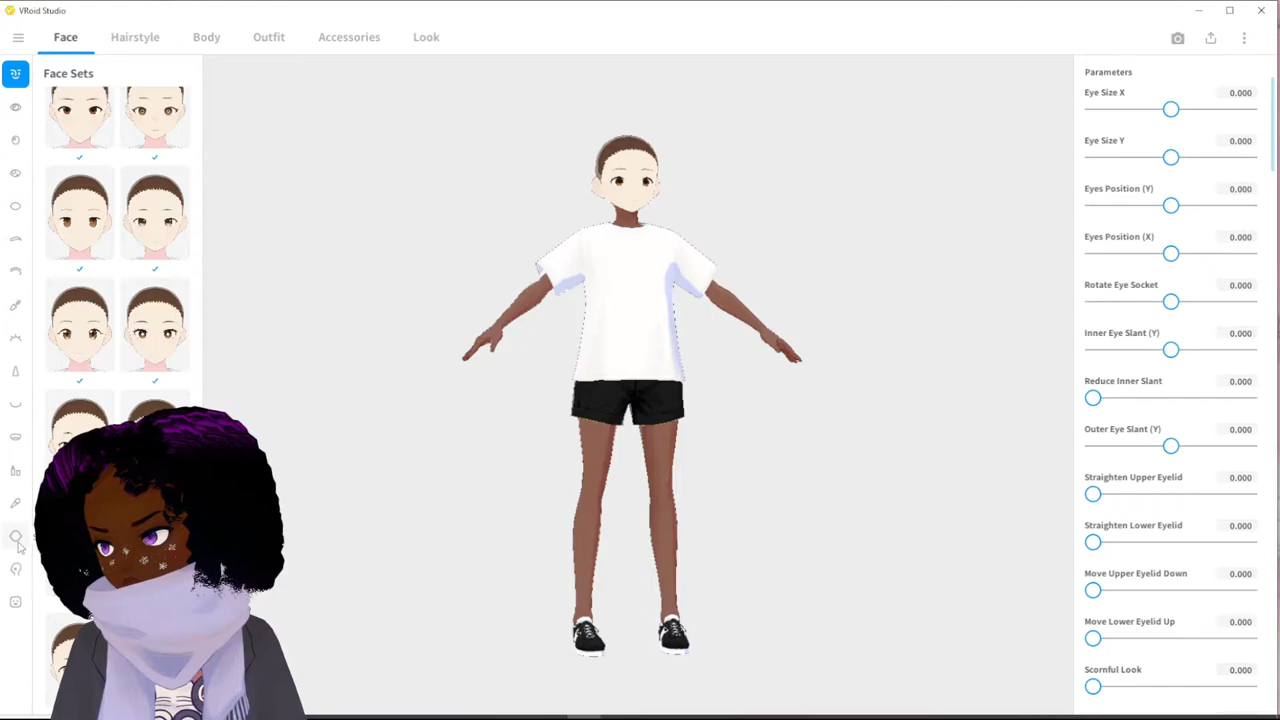 VRoid Studio
Face Hairstyle Body Outfit Accessories Look
Face Sets
Parameters
Eye Size X 0.000
Eye Size Y 0.000
Eyes Position (Y) 0.000
Eyes Position (X) 0.000
Rotate Eye Socket 0.000
Inner Eye Slant (Y) 0.000
Reduce Inner Slant 0.000
Outer Eye Slant (Y) 0.000
Straighten Upper Eyelid 0.000
Straighten Lower Eyelid 0.000
Move Upper Eyelid Down 0.000
Move Lower Eyelid Up 0.000
Scornful Look 0.000